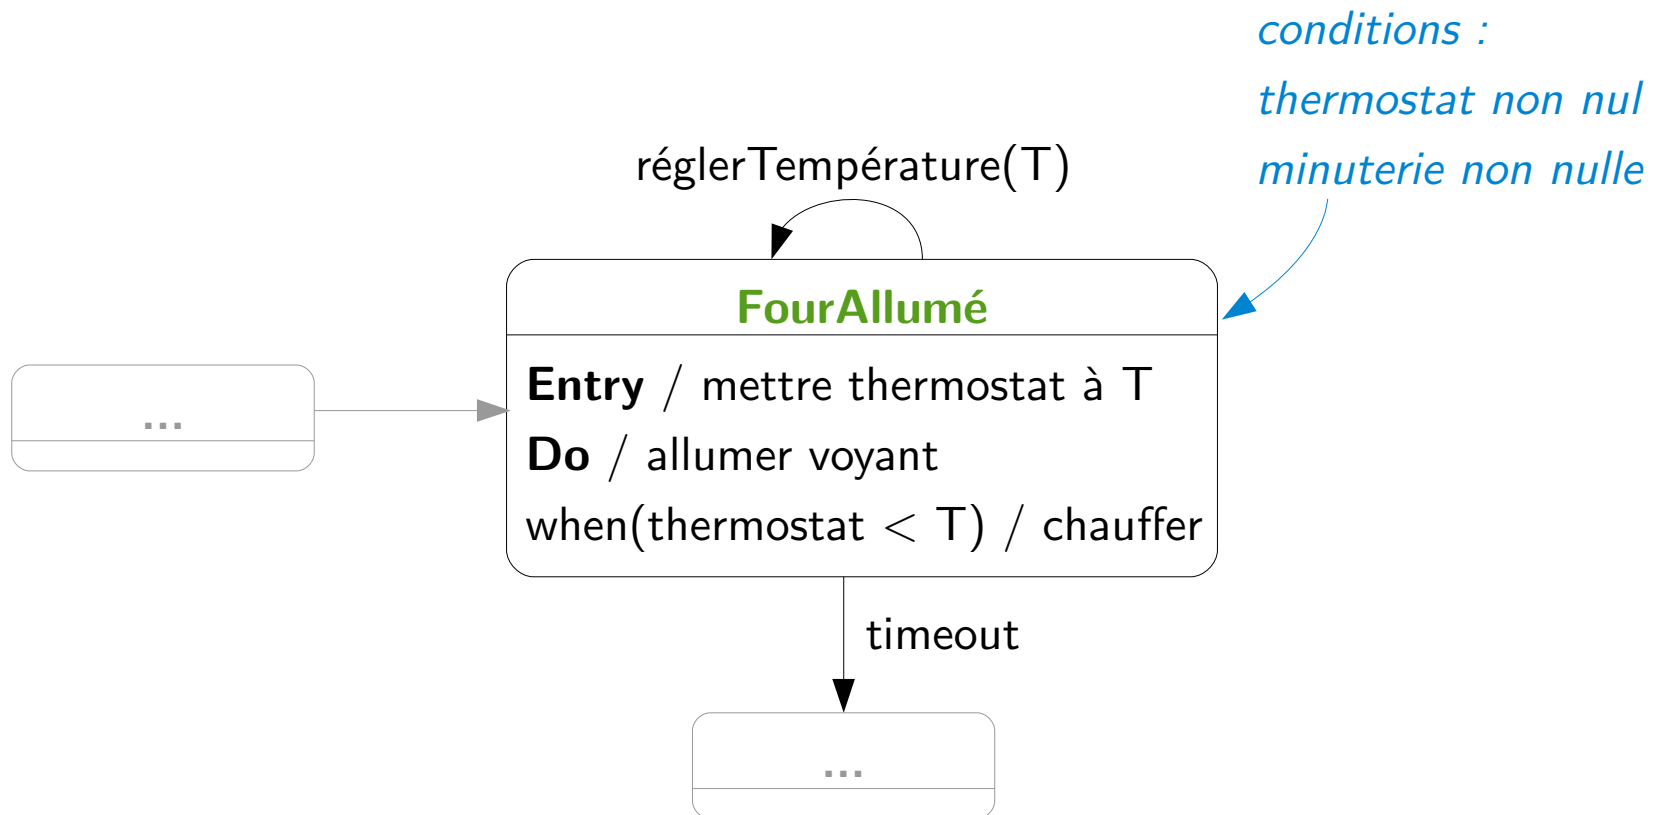 conditions :
thermostat non nul
minuterie non nulle
réglerTempérature(T)
FourAllumé
Entry / mettre thermostat à T
Do / allumer voyant
when(thermostat < T) / chauffer
...
timeout
...